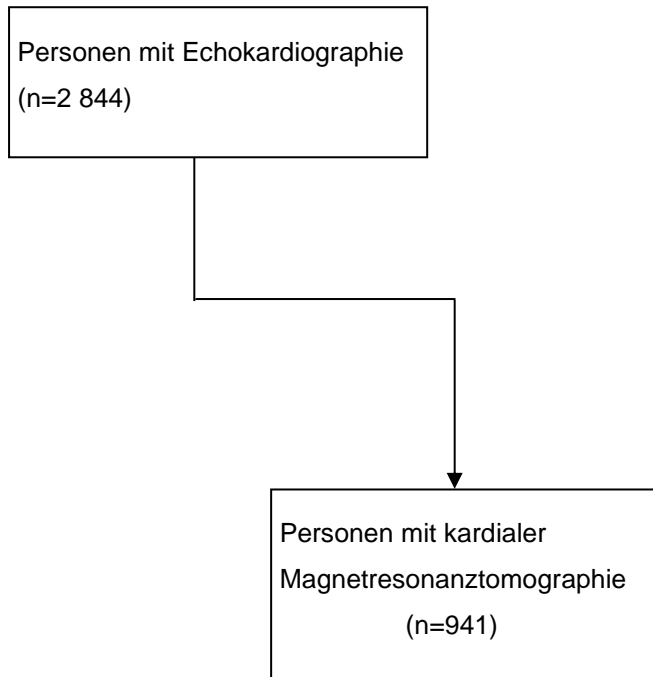 Personen mit Echokardiographie
(n=2 844)
Personen mit kardialer
Magnetresonanztomographie
(n=941)